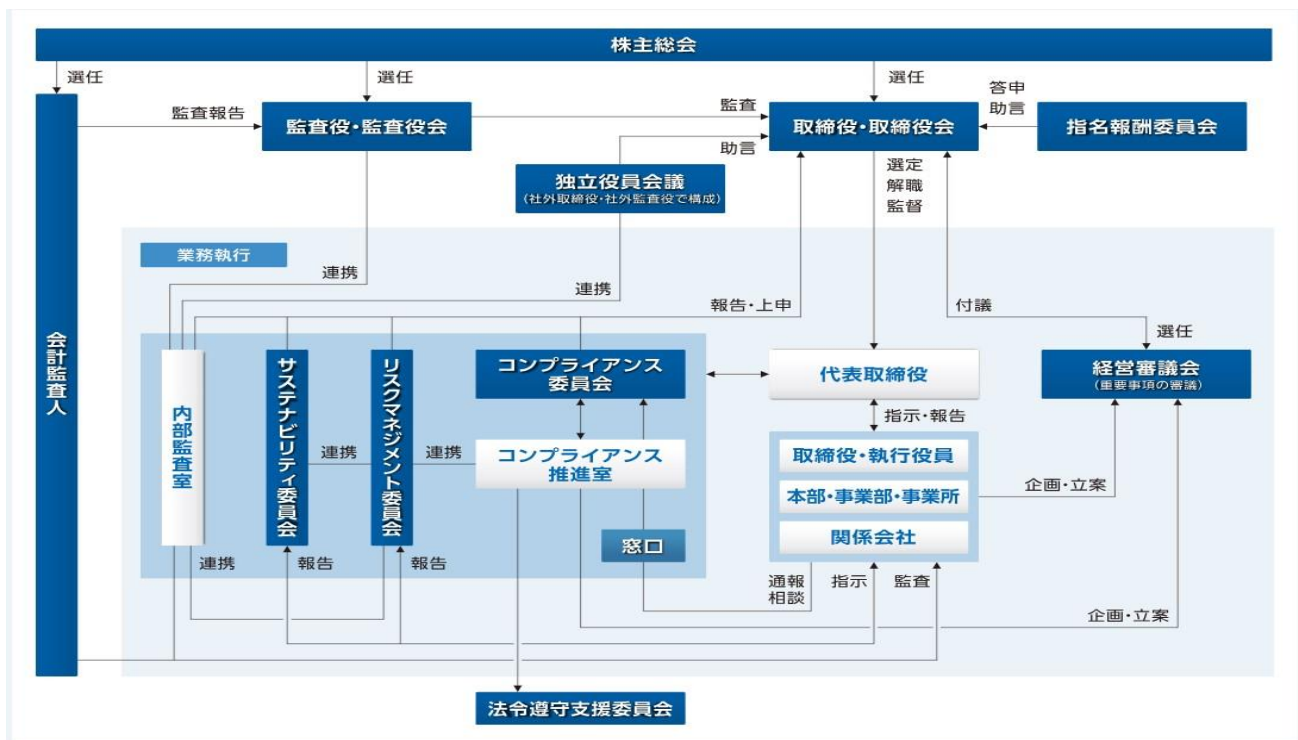 株主総会
選任
選任
選任
答申
助言
監査報告
監査役・監査役会
監査
助言
取締役・取締役会
指名報酬委員会
独立役員会議
(社外取締役・社外監査役で構成)
選定
解職
監督
業務執行
連携
連携
報告・上申
付議
選任
会計監査人
内部監査室
サステナビリティ委員会
リスクマネジメント委員会
コンプライアンス
委員会
代表取締役
経営審議会
(重要事項の審議)
指示・報告
連携
連携
コンプライアンス
推進室
取締役・執行役員
本部・事業部・事業所
関係会社
企画・立案
窓口
連携
報告
報告
通報
相談
指示
監査
企画・立案
法令遵守支援委員会